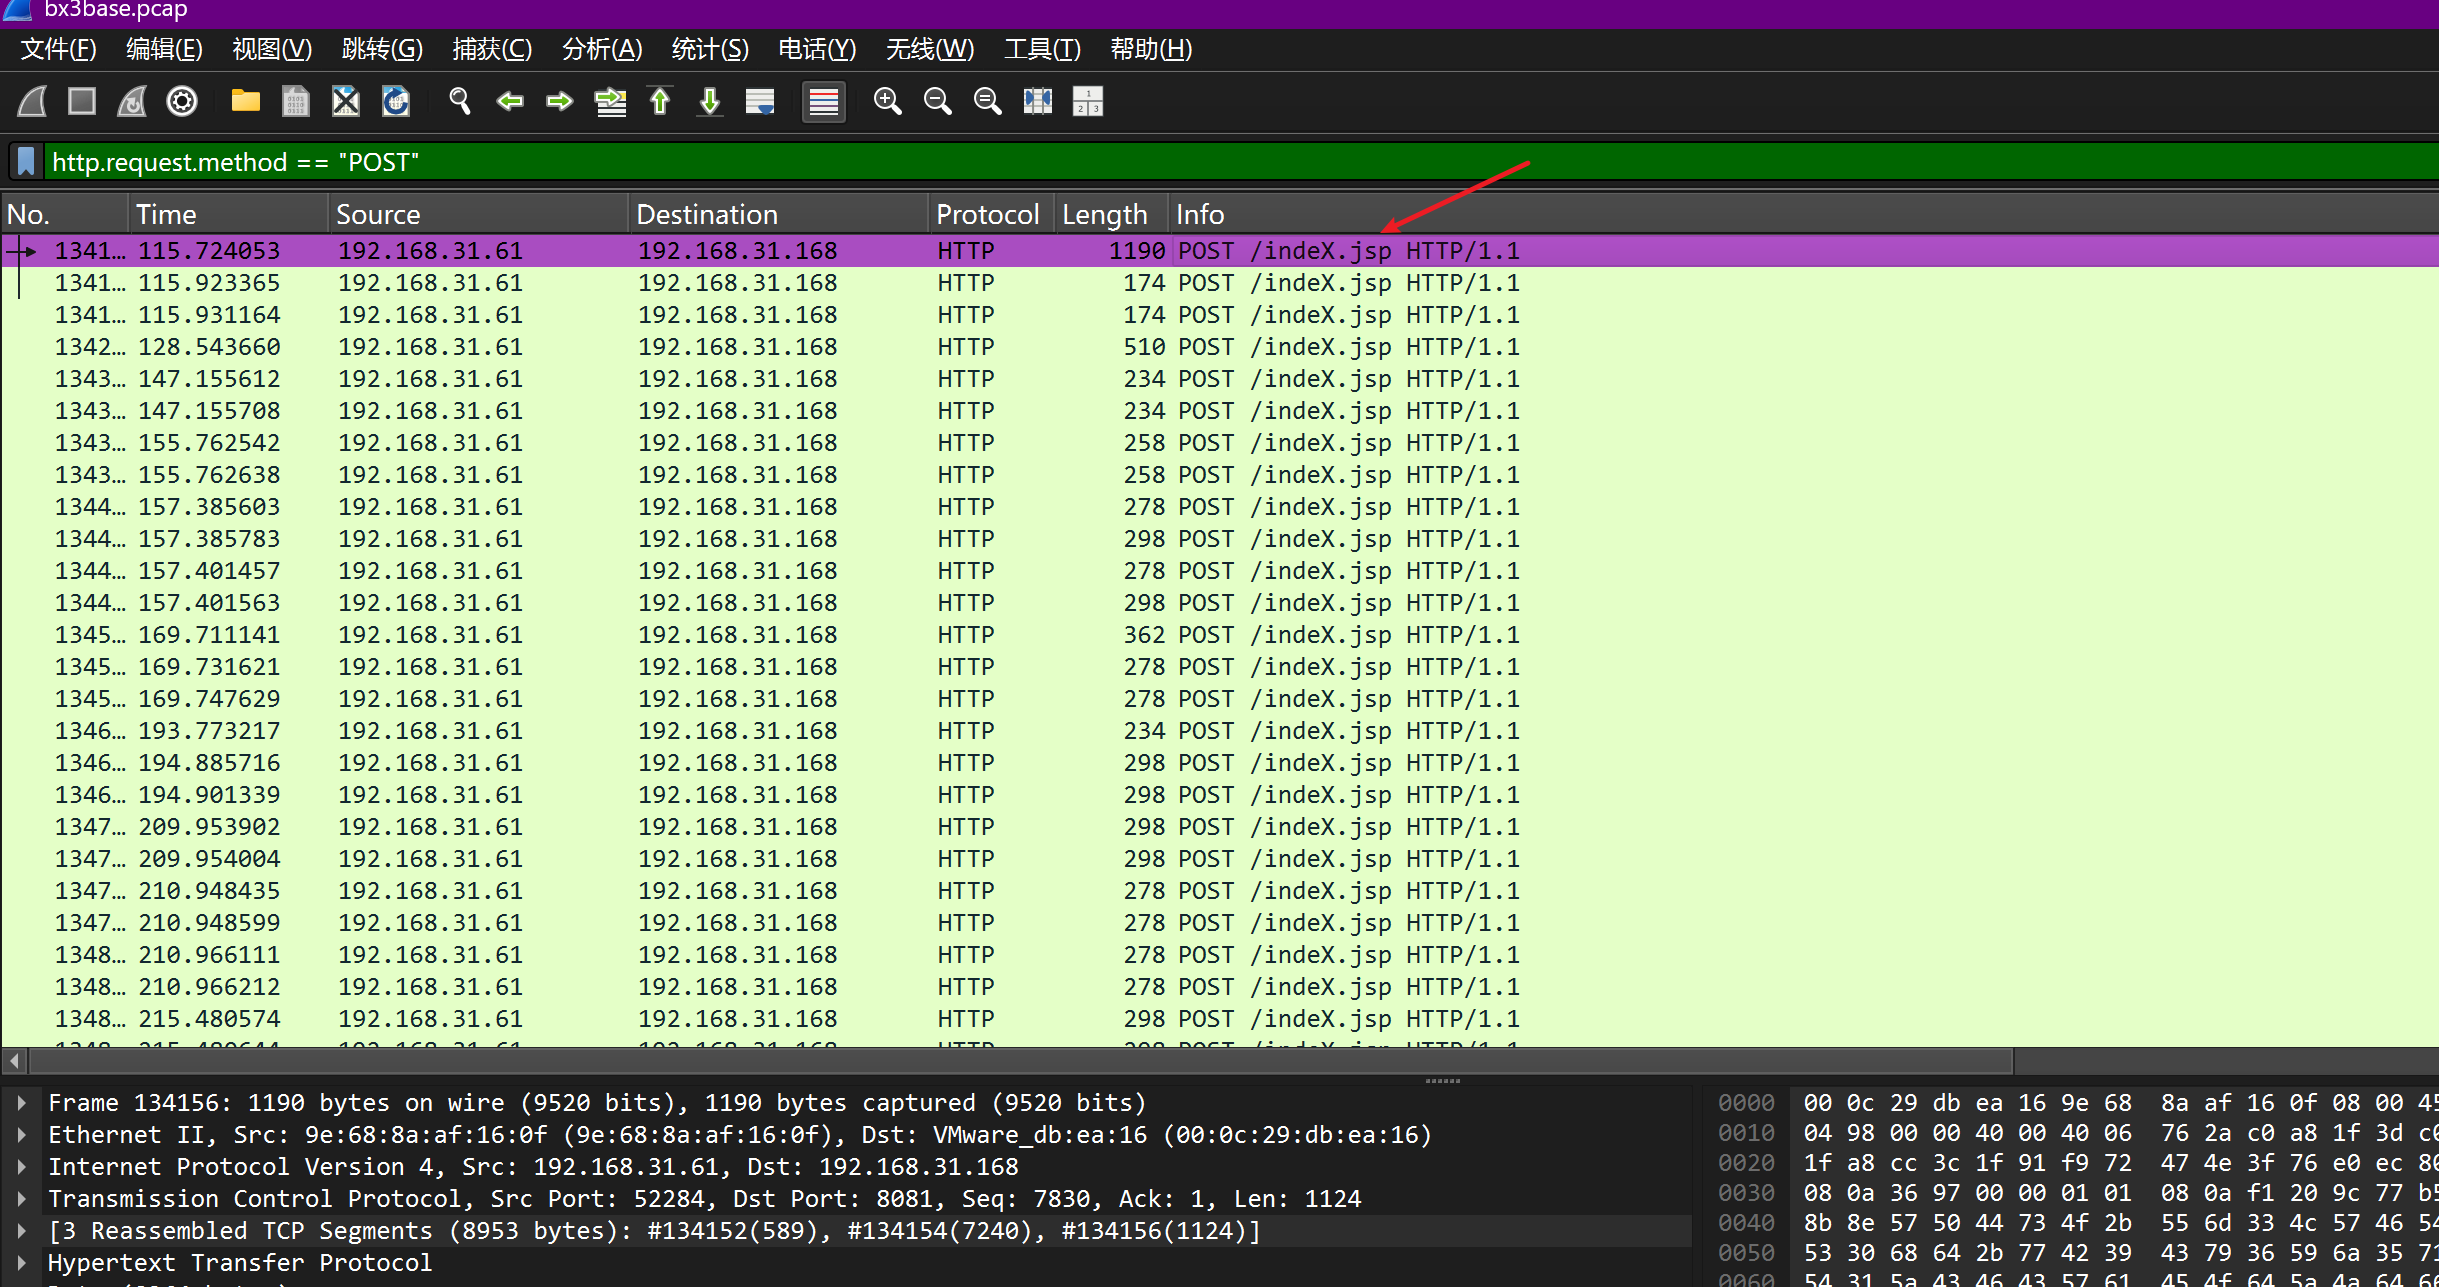 bx3base.pcap
文件(F) 编辑(E) 视图(V) 跳转(G) 捕获(C) 分析(A) 统计(S) 电话(Y) 无线(W) 工具(T) 帮助(H)
http.request.method == "POST"
No. Time Source Destination Protocol Length Info
1341… 115.724053 192.168.31.61 192.168.31.168 HTTP 1190 POST /indeX.jsp HTTP/1.1
1341… 115.923365 192.168.31.61 192.168.31.168 HTTP 174 POST /indeX.jsp HTTP/1.1
1341… 115.931164 192.168.31.61 192.168.31.168 HTTP 174 POST /indeX.jsp HTTP/1.1
1342… 128.543660 192.168.31.61 192.168.31.168 HTTP 510 POST /indeX.jsp HTTP/1.1
1343… 147.155612 192.168.31.61 192.168.31.168 HTTP 234 POST /indeX.jsp HTTP/1.1
1343… 147.155708 192.168.31.61 192.168.31.168 HTTP 234 POST /indeX.jsp HTTP/1.1
1343… 155.762542 192.168.31.61 192.168.31.168 HTTP 258 POST /indeX.jsp HTTP/1.1
1343… 155.762638 192.168.31.61 192.168.31.168 HTTP 258 POST /indeX.jsp HTTP/1.1
1344… 157.385603 192.168.31.61 192.168.31.168 HTTP 278 POST /indeX.jsp HTTP/1.1
1344… 157.385783 192.168.31.61 192.168.31.168 HTTP 298 POST /indeX.jsp HTTP/1.1
1344… 157.401457 192.168.31.61 192.168.31.168 HTTP 278 POST /indeX.jsp HTTP/1.1
1344… 157.401563 192.168.31.61 192.168.31.168 HTTP 298 POST /indeX.jsp HTTP/1.1
1345… 169.711141 192.168.31.61 192.168.31.168 HTTP 362 POST /indeX.jsp HTTP/1.1
1345… 169.731621 192.168.31.61 192.168.31.168 HTTP 278 POST /indeX.jsp HTTP/1.1
1345… 169.747629 192.168.31.61 192.168.31.168 HTTP 278 POST /indeX.jsp HTTP/1.1
1346… 193.773217 192.168.31.61 192.168.31.168 HTTP 234 POST /indeX.jsp HTTP/1.1
1346… 194.885716 192.168.31.61 192.168.31.168 HTTP 298 POST /indeX.jsp HTTP/1.1
1346… 194.901339 192.168.31.61 192.168.31.168 HTTP 298 POST /indeX.jsp HTTP/1.1
1347… 209.953902 192.168.31.61 192.168.31.168 HTTP 298 POST /indeX.jsp HTTP/1.1
1347… 209.954004 192.168.31.61 192.168.31.168 HTTP 298 POST /indeX.jsp HTTP/1.1
1347… 210.948435 192.168.31.61 192.168.31.168 HTTP 278 POST /indeX.jsp HTTP/1.1
1347… 210.948599 192.168.31.61 192.168.31.168 HTTP 278 POST /indeX.jsp HTTP/1.1
1348… 210.966111 192.168.31.61 192.168.31.168 HTTP 278 POST /indeX.jsp HTTP/1.1
1348… 210.966212 192.168.31.61 192.168.31.168 HTTP 278 POST /indeX.jsp HTTP/1.1
1348… 215.480574 192.168.31.61 192.168.31.168 HTTP 298 POST /indeX.jsp HTTP/1.1
Frame 134156: 1190 bytes on wire (9520 bits), 1190 bytes captured (9520 bits)
Ethernet II, Src: 9e:68:8a:af:16:0f (9e:68:8a:af:16:0f), Dst: VMware_db:ea:16 (00:0c:29:db:ea:16)
Internet Protocol Version 4, Src: 192.168.31.61, Dst: 192.168.31.168
Transmission Control Protocol, Src Port: 52284, Dst Port: 8081, Seq: 7830, Ack: 1, Len: 1124
[3 Reassembled TCP Segments (8953 bytes): #134152(589), #134154(7240), #134156(1124)]
Hypertext Transfer Protocol
0000 00 0c 29 db ea 16 9e 68 8a af 16 0f 08 00 45
0010 04 98 00 00 40 00 40 06 76 2a c0 a8 1f 3d c0
0020 1f a8 cc 3c 1f 91 f9 72 47 4e 3f 76 e0 ec 80
0030 08 0a 36 97 00 00 01 01 08 0a f1 20 9c 77 b5
0040 8b 8e 57 50 44 73 4f 2b 55 6d 33 4c 57 46 54
0050 53 30 68 64 2b 77 42 39 43 79 36 59 6a 35 71